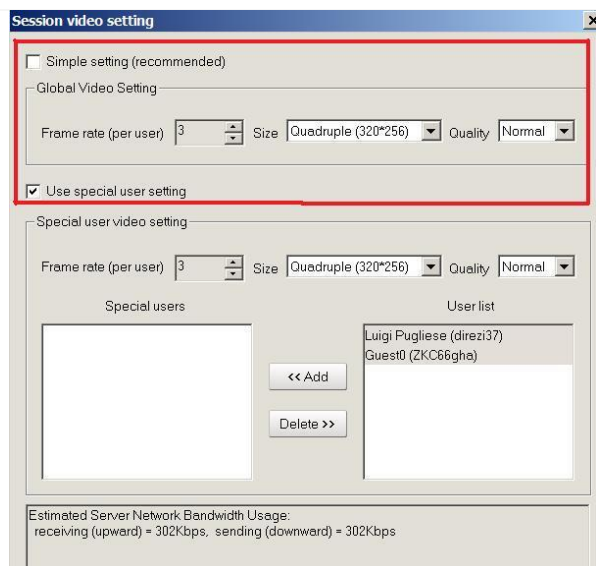 Session video setting
Simple setting (recommended)
Global Video Setting
Frame rate (per user) 3 Size Quadruple (320*256) Quality Normal
Use special user setting
Special user video setting
Frame rate (per user) 3 Size Quadruple (320*256) Quality Normal
Special users User list
Luigi Pugliese (direzi37)
Guest0 (ZKC66gha)
<< Add
Delete >>
Estimated Server Network Bandwidth Usage:
receiving (upward) = 302Kbps, sending (downward) = 302Kbps